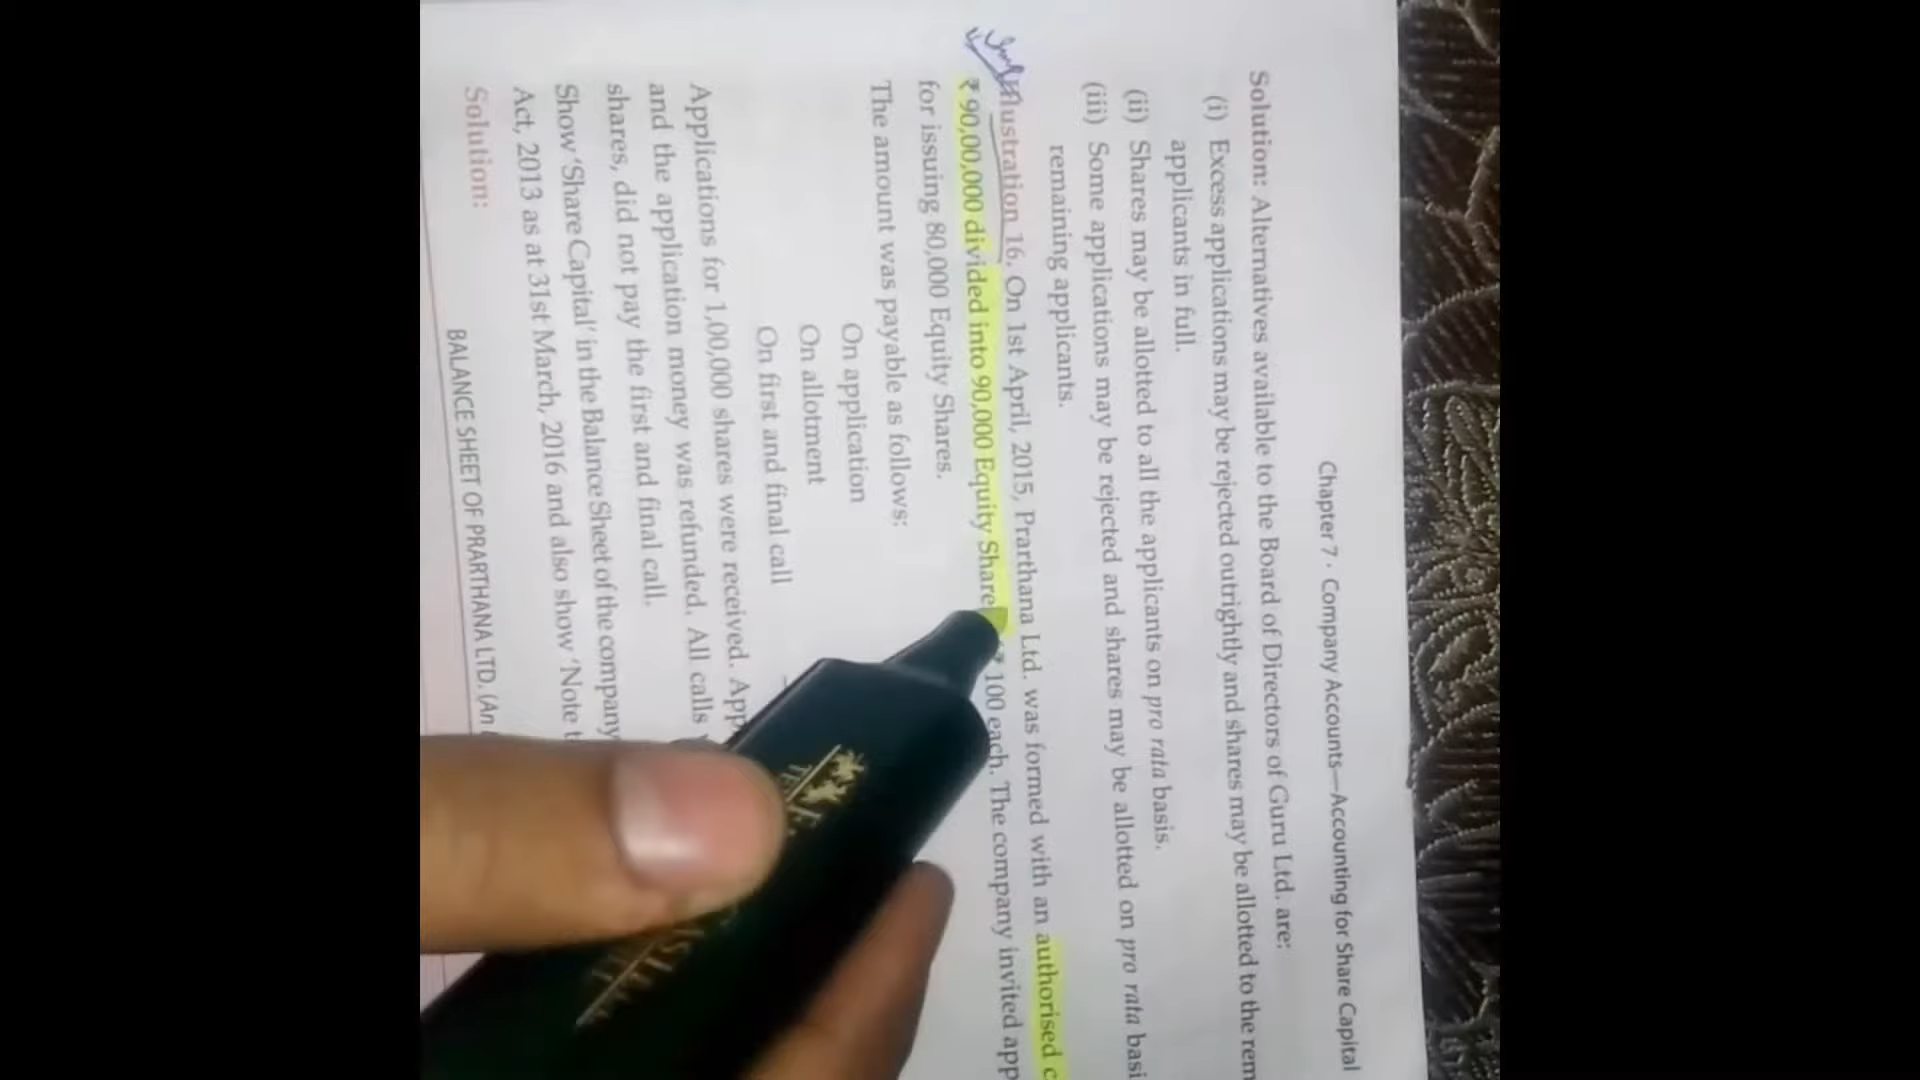 Chapter 7 . Company Accounts—Accounting for Share Capital
Solution: Alternatives available to the Board of Directors of Guru Ltd. are:
(i) Excess applications may be rejected outrightly and shares may be allotted to the rem
applicants in full.
(ii) Shares may be allotted to all the applicants on pro rata basis.
(iii) Some applications may be rejected and shares may be allotted on pro rata basi
remaining applicants.
Illustration 16. On 1st April, 2015, Prarthana Ltd. was formed with an authorised c
₹ 90,00,000 divided into 90,000 Equity Share ₹ 100 each. The company invited app
for issuing 80,000 Equity Shares.
The amount was payable as follows:
On application
On allotment
On first and final call
Applications for 1,00,000 shares were received. App
and the application money was refunded. All calls
shares, did not pay the first and final call.
Show 'Share Capital' in the Balance Sheet of the company
Act, 2013 as at 31st March, 2016 and also show 'Note t
Solution:
BALANCE SHEET OF PRARTHANA LTD. (An